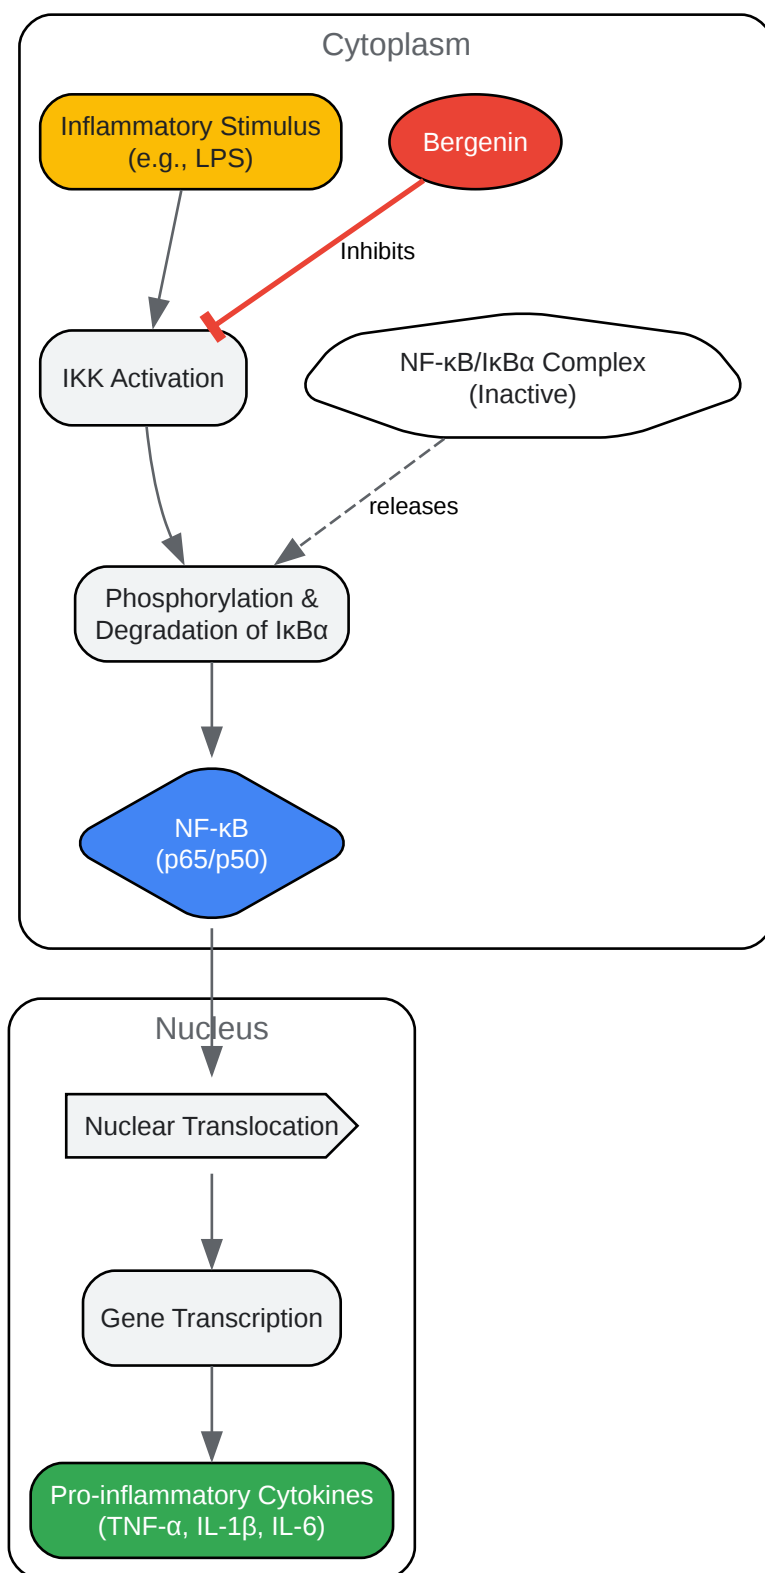 Cytoplasm
Inflammatory Stimulus
(e.g., LPS)
Bergenin
Inhibits
IKK Activation
NF-κB/IκBα Complex
(Inactive)
releases
Phosphorylation &
Degradation of IκBα
NF-κB
(p65/p50)
Nucleus
Nuclear Translocation
Gene Transcription
Pro-inflammatory Cytokines
(TNF-α, IL-1β, IL-6)